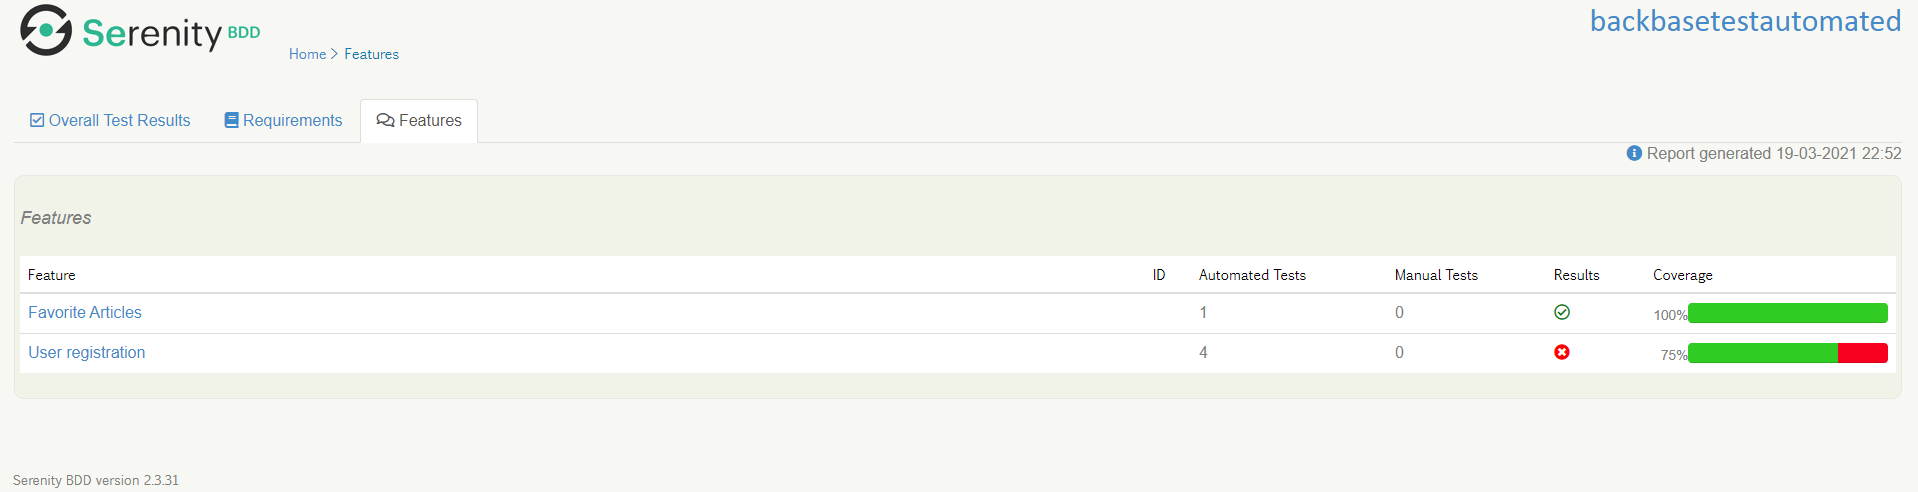 Serenity BDD
backbasetestautomated
Home > Features
Overall Test Results Requirements Features
Report generated 19-03-2021 22:52
Features
Feature ID Automated Tests Manual Tests Results Coverage
Favorite Articles 1 0 100%
User registration 4 0 75%
Serenity BDD version 2.3.31